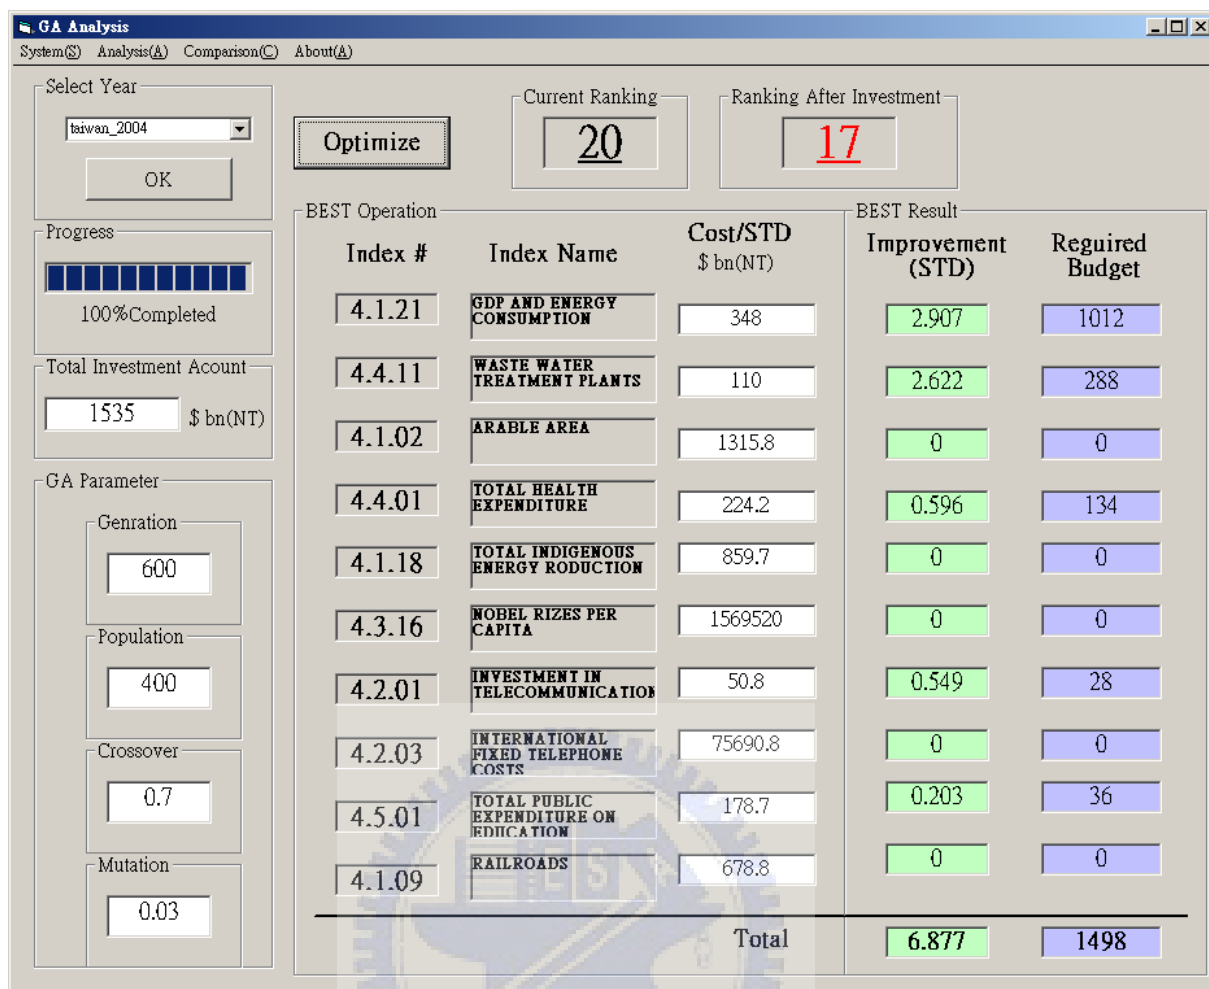 GA Analysis
System(S) Analysis(A) Comparison(C) About(A)
Select Year
taiwan_2004
OK
Optimize
Current Ranking
20
Ranking After Investment
17
Progress
100%Completed
Total Investment Acount
1535 $ bn(NT)
GA Parameter
Genration
600
Population
400
Crossover
0.7
Mutation
0.03
BEST Operation
BEST Result
Index # Index Name Cost/STD Improvement Reguired
$ bn(NT) (STD) Budget
4.1.21 GDP AND ENERGY 348 2.907 1012
CONSUMPTION
4.4.11 WASTE WATER 110 2.622 288
TREATMENT PLANTS
4.1.02 ARABLE AREA 1315.8 0 0
4.4.01 TOTAL HEALTH 224.2 0.596 134
EXPENDITURE
4.1.18 TOTAL INDIGENOUS 859.7 0 0
ENERGY RODUCTION
4.3.16 NOBEL RIZES PER 1569520 0 0
CAPITA
4.2.01 INVESTMENT IN 50.8 0.549 28
TELECOMMUNICATION
4.2.03 INTERNATIONAL 75690.8 0 0
FIXED TELEPHONE
COSTS
4.5.01 TOTAL PUBLIC 178.7 0.203 36
EXPENDITURE ON
EDUCATION
4.1.09 RAILROADS 678.8 0 0
Total 6.877 1498